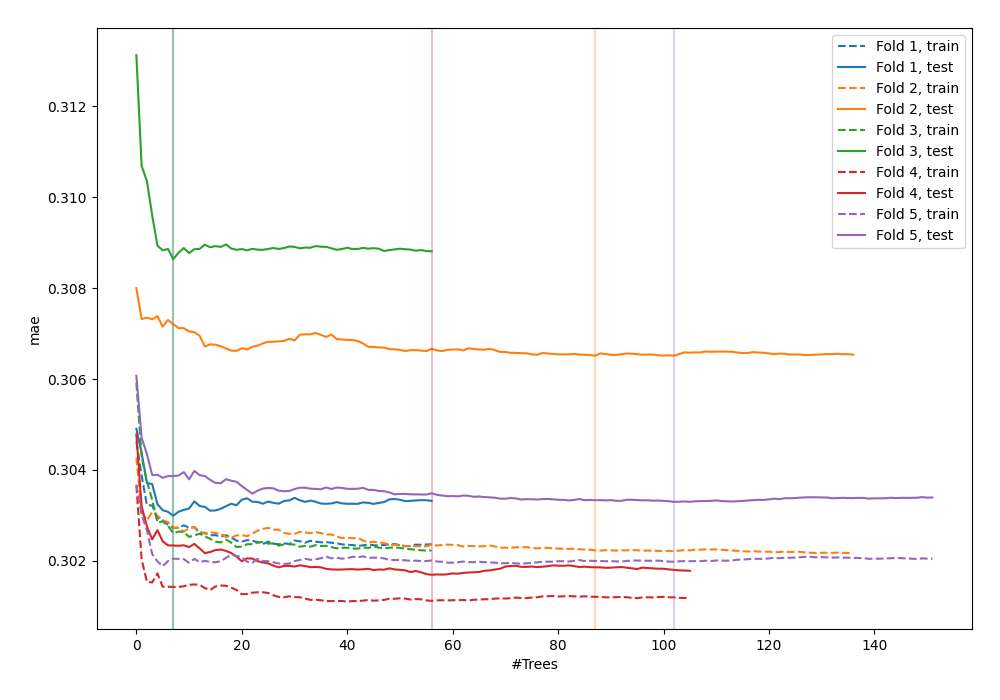 Fold 1, train
Fold 1, test
Fold 2, train
Fold 2, test
Fold 3, train
Fold 3, test
Fold 4, train
Fold 4, test
Fold 5, train
Fold 5, test
mae
0.312
0.310
0.308
0.306
0.304
0.302
0 20 40 60 80 100 120 140
#Trees